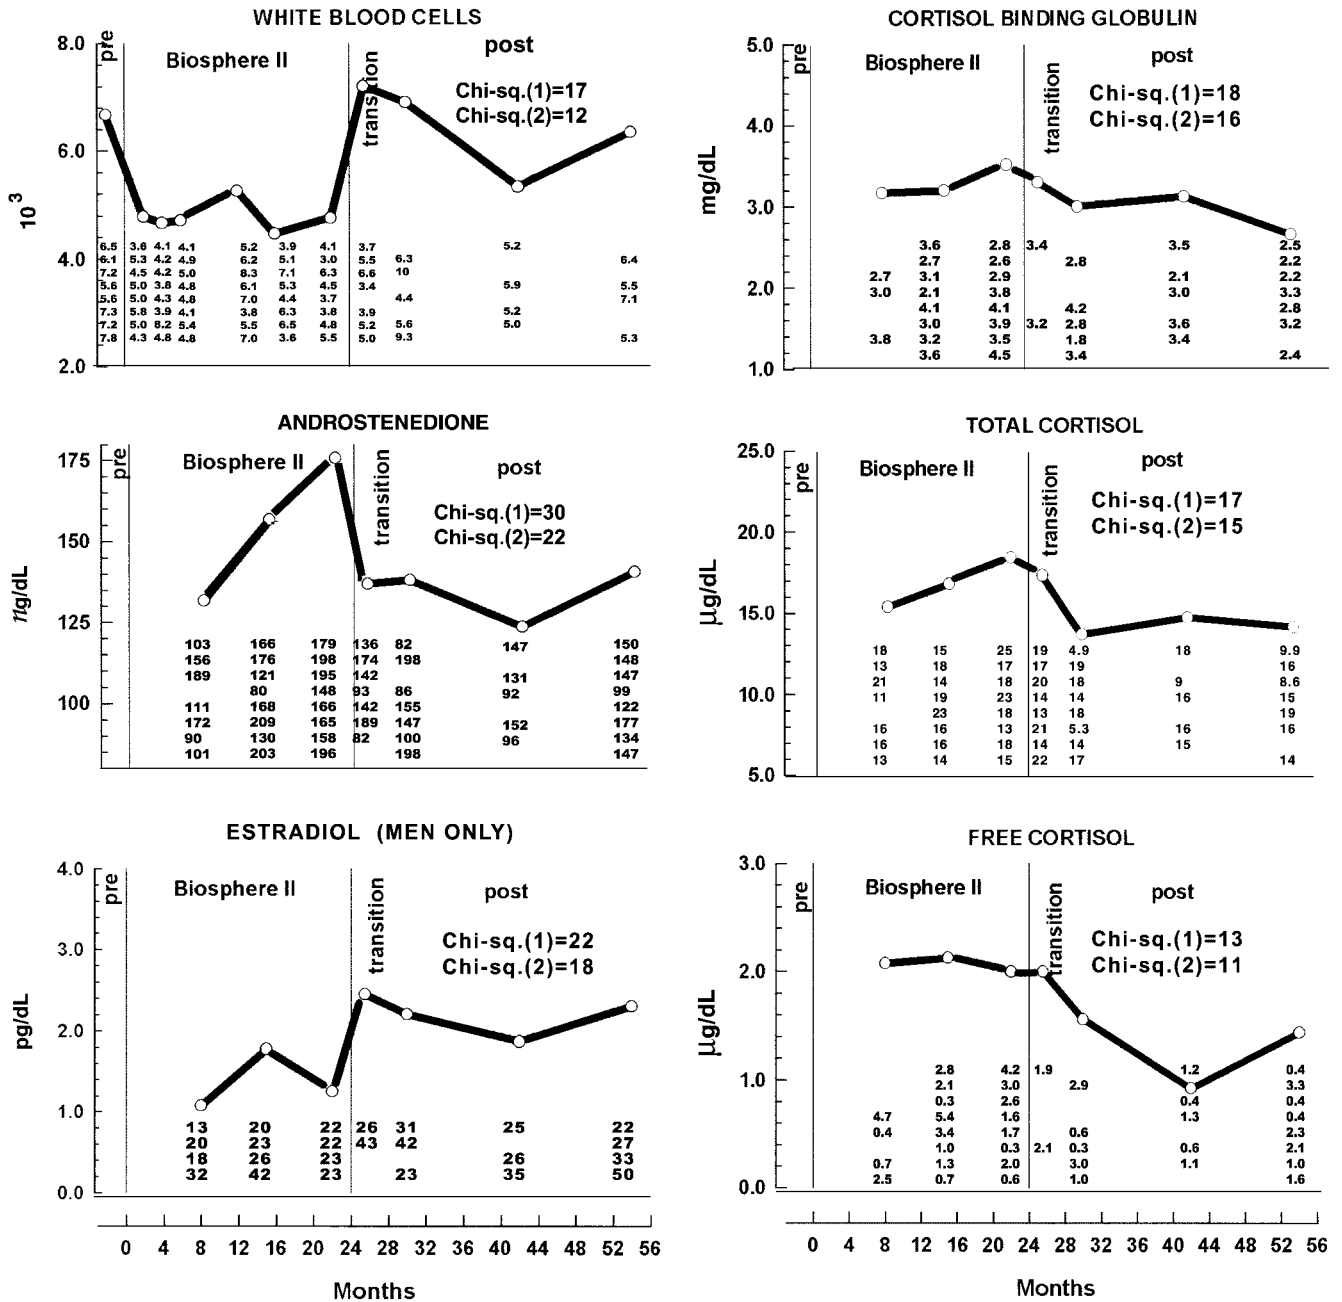 WHITE BLOOD CELLS
8.0
pre
Biosphere II
transition
post
Chi-sq.(1)=17
Chi-sq.(2)=12
6.0
10³
6.5 3.6 4.1 4.1 5.2 3.9 4.1 3.7 5.2
4.0
6.1 5.3 4.2 4.9 6.2 5.1 3.0 5.5 6.3 6.4
7.2 4.5 4.2 5.0 8.3 7.1 6.3 6.6 10
5.6 5.0 3.8 4.8 6.1 5.3 4.5 3.4 5.9 5.5
5.6 5.0 4.3 4.8 7.0 4.4 3.7 4.4 7.1
7.3 5.8 3.9 4.1 3.8 6.3 3.8 3.9 5.2
7.2 5.0 8.2 5.4 5.5 6.5 4.8 5.2 5.6 5.0
7.8 4.3 4.8 4.8 7.0 3.6 5.5 5.0 9.3 5.3
2.0
CORTISOL BINDING GLOBULIN
5.0
pre
Biosphere II
transition
post
Chi-sq.(1)=18
Chi-sq.(2)=16
4.0
mg/dL
3.0
3.6 2.8 3.4 3.5 2.5
2.7 2.6 2.8 2.2
2.0
2.7 3.1 2.9 2.1 2.2
3.0 2.1 3.8 3.0 3.3
4.1 4.1 4.2 2.8
3.0 3.9 3.2 2.8 3.6 3.2
3.8 3.2 3.5 1.8 3.4
3.6 4.5 3.4 2.4
1.0
ANDROSTENEDIONE
175
pre
Biosphere II
transition
post
Chi-sq.(1)=30
Chi-sq.(2)=22
150
ng/dL
125
103 166 179 136 82 147 150
156 176 198 174 198 148
189 121 195 142 131 147
80 148 93 86 92 99
100
111 168 166 142 155 122
172 209 165 189 147 152 177
90 130 158 82 100 96 134
101 203 196 198 147
TOTAL CORTISOL
25.0
pre
Biosphere II
transition
post
Chi-sq.(1)=17
Chi-sq.(2)=15
20.0
µg/dL
15.0
18 15 25 19 4.9 18 9.9
13 18 17 17 19 16
21 14 18 20 18 9 8.6
10.0
11 19 23 14 14 16 15
23 18 13 18 19
16 16 13 21 5.3 16 16
16 16 18 14 14 15
13 14 15 22 17 14
5.0
ESTRADIOL (MEN ONLY)
4.0
pre
Biosphere II
transition
post
Chi-sq.(1)=22
Chi-sq.(2)=18
3.0
pg/dL
2.0
1.0
13 20 22 26 31 25 22
20 23 22 43 42 27
18 26 23 26 33
32 42 23 23 35 50
0.0
0 4 8 12 16 20 24 28 32 36 40 44 48 52 56
Months
FREE CORTISOL
3.0
pre
Biosphere II
transition
post
Chi-sq.(1)=13
Chi-sq.(2)=11
2.0
µg/dL
1.0
2.8 4.2 1.9 1.2 0.4
2.1 3.0 2.9 3.3
0.3 2.6 0.4 0.4
4.7 5.4 1.6 1.3 0.4
0.4 3.4 1.7 0.6 2.3
1.0 0.3 2.1 0.3 0.6 2.1
0.7 1.3 2.0 3.0 1.1 1.0
2.5 0.7 0.6 1.0 1.6
0.0
0 4 8 12 16 20 24 28 32 36 40 44 48 52 56
Months